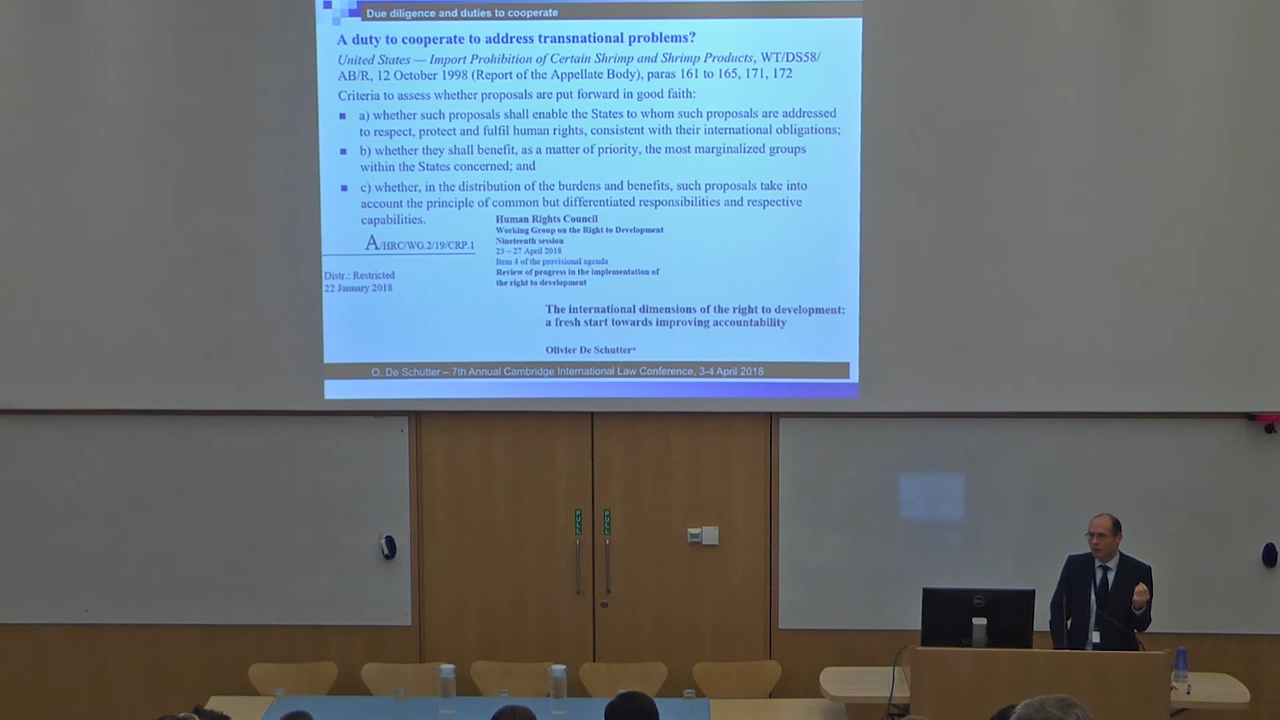 Due diligence and duties to cooperate
A duty to cooperate to address transnational problems?
United States — Import Prohibition of Certain Shrimp and Shrimp Products, WT/DS58/
AB/R, 12 October 1998 (Report of the Appellate Body), paras 161 to 165, 171, 172
Criteria to assess whether proposals are put forward in good faith:
a) whether such proposals shall enable the States to whom such proposals are addressed
to respect, protect and fulfil human rights, consistent with their international obligations;
b) whether they shall benefit, as a matter of priority, the most marginalized groups
within the States concerned; and
c) whether, in the distribution of the burdens and benefits, such proposals take into
account the principle of common but differentiated responsibilities and respective
capabilities.
Human Rights Council
Working Group on the Right to Development
Nineteenth session
23 – 27 April 2018
Item 4 of the provisional agenda
Review of progress in the implementation of
the right to development
A/HRC/WG.2/19/CRP.1
Distr.: Restricted
22 January 2018
The international dimensions of the right to development:
a fresh start towards improving accountability
Olivier De Schutter*
O. De Schutter – 7th Annual Cambridge International Law Conference, 3-4 April 2018
PULL
PULL
DELL